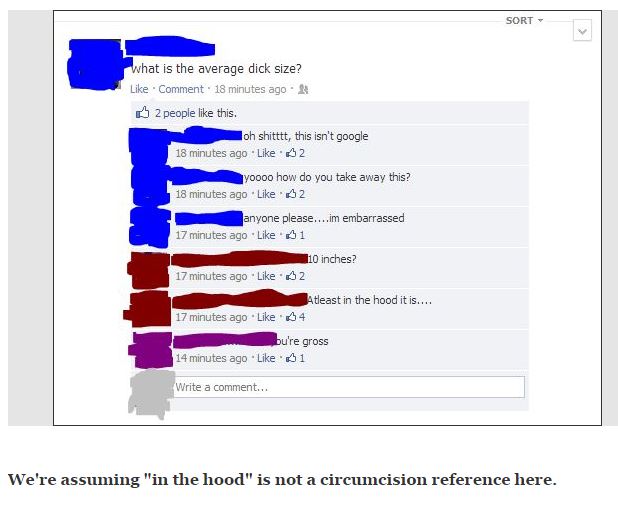 SORT
what is the average dick size?
Like · Comment · 18 minutes ago ·
2 people like this.
oh shitttt, this isn't google
18 minutes ago · Like · 2
yoooo how do you take away this?
18 minutes ago · Like · 2
anyone please....im embarrassed
17 minutes ago · Like · 1
10 inches?
17 minutes ago · Like · 2
Atleast in the hood it is....
17 minutes ago · Like · 4
ou're gross
14 minutes ago · Like · 1
Write a comment...
We're assuming "in the hood" is not a circumcision reference here.